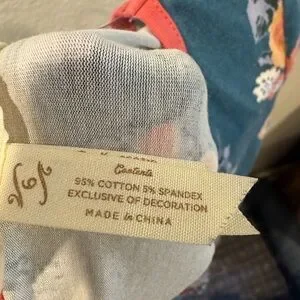 Contents
95% COTTON 5% SPANDEX
EXCLUSIVE OF DECORATION
MADE in CHINA